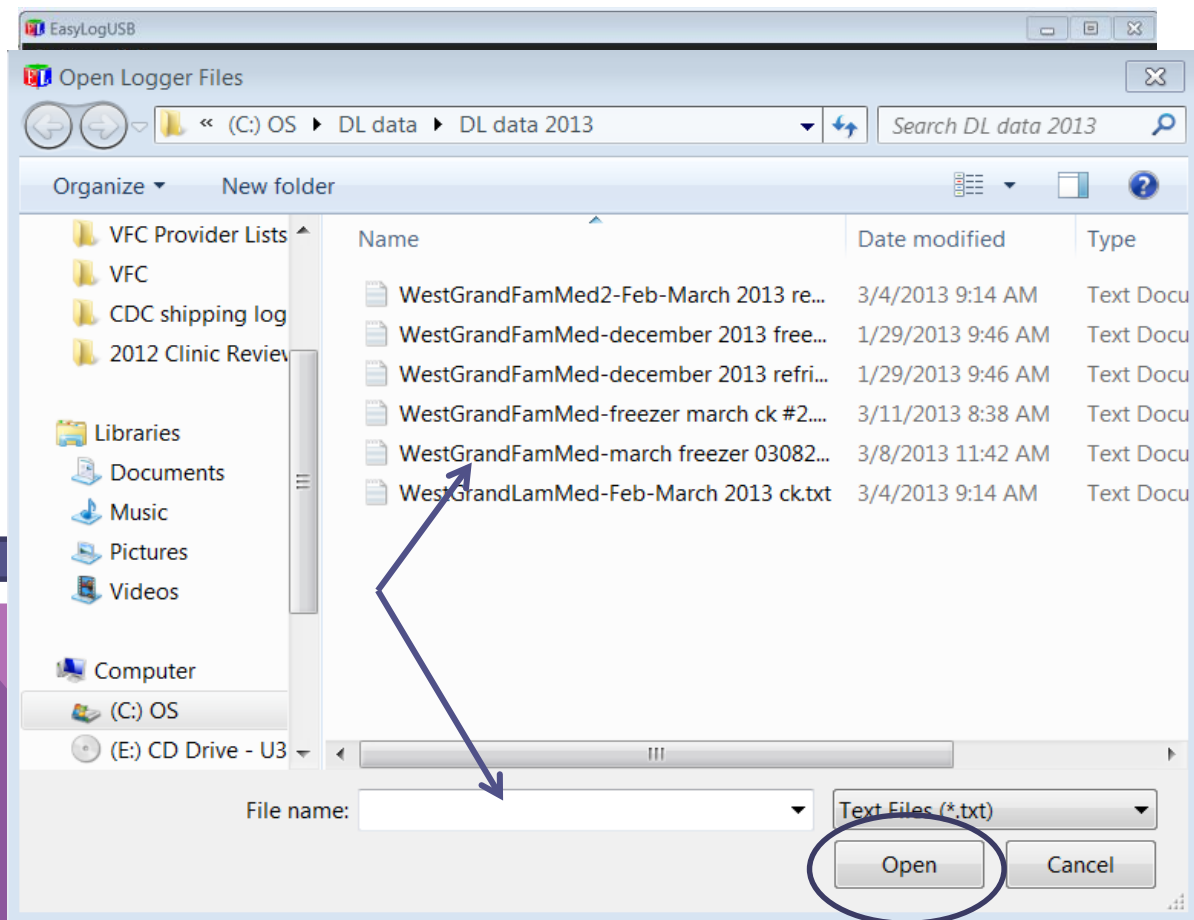 EasyLogUSB
Open Logger Files
« (C:) OS DL data DL data 2013 Search DL data 2013
Organize New folder
VFC Provider Lists
VFC
CDC shipping log
2012 Clinic Review
Libraries
Documents
Music
Pictures
Videos
Computer
(C:) OS
(E:) CD Drive - U3
Name Date modified Type
WestGrandFamMed2-Feb-March 2013 re... 3/4/2013 9:14 AM Text Docu
WestGrandFamMed-december 2013 free... 1/29/2013 9:46 AM Text Docu
WestGrandFamMed-december 2013 refri... 1/29/2013 9:46 AM Text Docu
WestGrandFamMed-freezer march ck #2.... 3/11/2013 8:38 AM Text Docu
WestGrandFamMed-march freezer 03082... 3/8/2013 11:42 AM Text Docu
WestGrandLamMed-Feb-March 2013 ck.txt 3/4/2013 9:14 AM Text Docu
File name: Text Files (*.txt)
Open Cancel